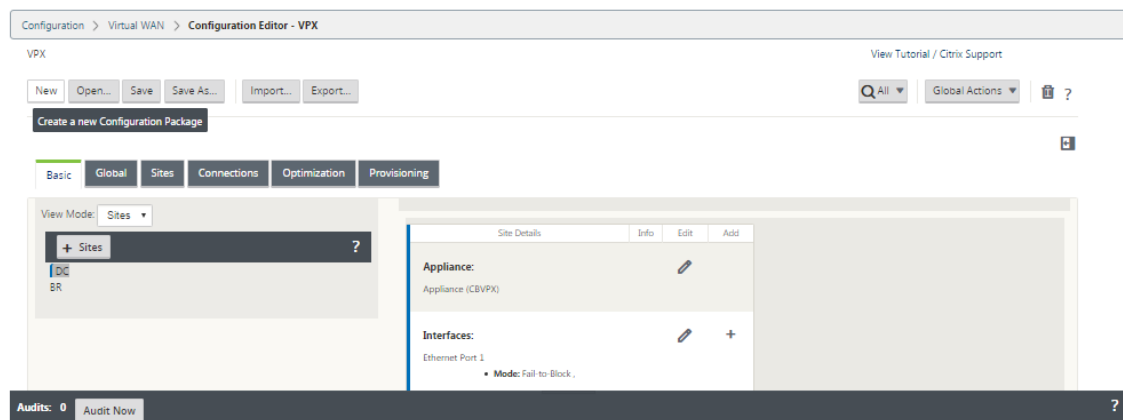 Configuration > Virtual WAN > Configuration Editor - VPX
VPX
View Tutorial / Citrix Support
New Open... Save Save As... Import... Export...
All Global Actions ?
Create a new Configuration Package
Basic Global Sites Connections Optimization Provisioning
View Mode: Sites
+ Sites ?
DC
BR
Site Details Info Edit Add
Appliance:
Appliance (CBVPX)
Interfaces: +
Ethernet Port 1
• Mode: Fail-to-Block ,
Audits: 0 Audit Now ?